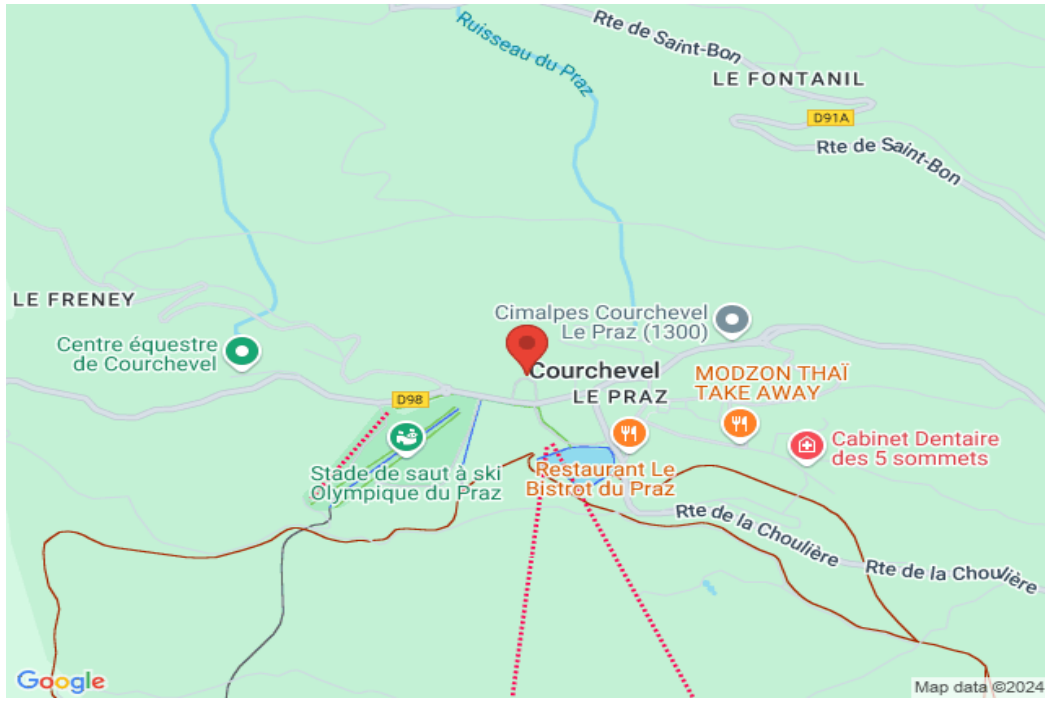 Ruisseau du Praz
Rte de Saint-Bon
LE FONTANIL
D91A
Rte de Saint-Bon
LE FRENEY
Centre équestre
de Courchevel
Cimalpes Courchevel
Le Praz (1300)
Courchevel
LE PRAZ
MODZON THAÏ
TAKE AWAY
D98
Stade de saut à ski
Olympique du Praz
Restaurant Le
Bistrot du Praz
Cabinet Dentaire
des 5 sommets
Rte de la Choulière
Rte de la Choulière
Google
Map data ©2024